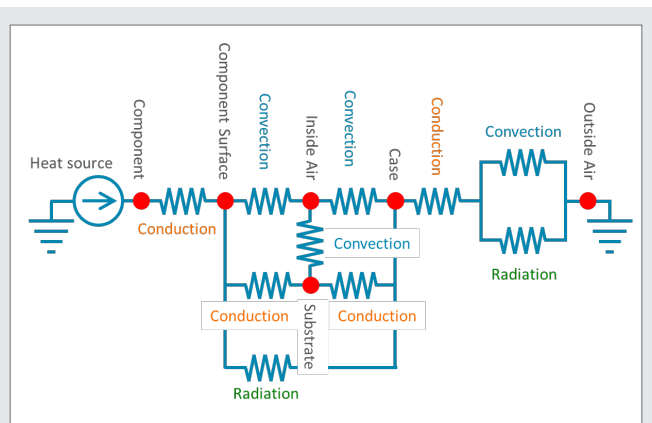 Heat source
Component
Conduction
Component Surface
Convection
Inside Air
Convection
Case
Conduction
Convection
Outside Air
Convection
Radiation
Conduction
Substrate
Conduction
Radiation